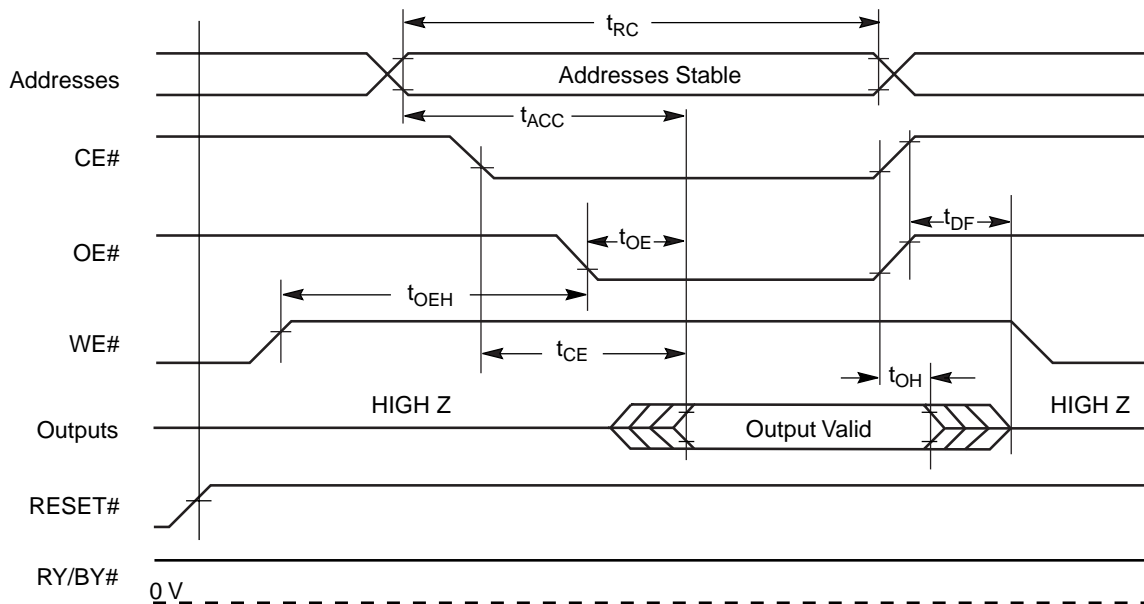 tRC
Addresses
Addresses Stable
tACC
CE#
tDF
OE#
tOE
tOEH
WE#
tCE
tOH
HIGH Z
HIGH Z
Outputs
Output Valid
RESET#
RY/BY#
0 V